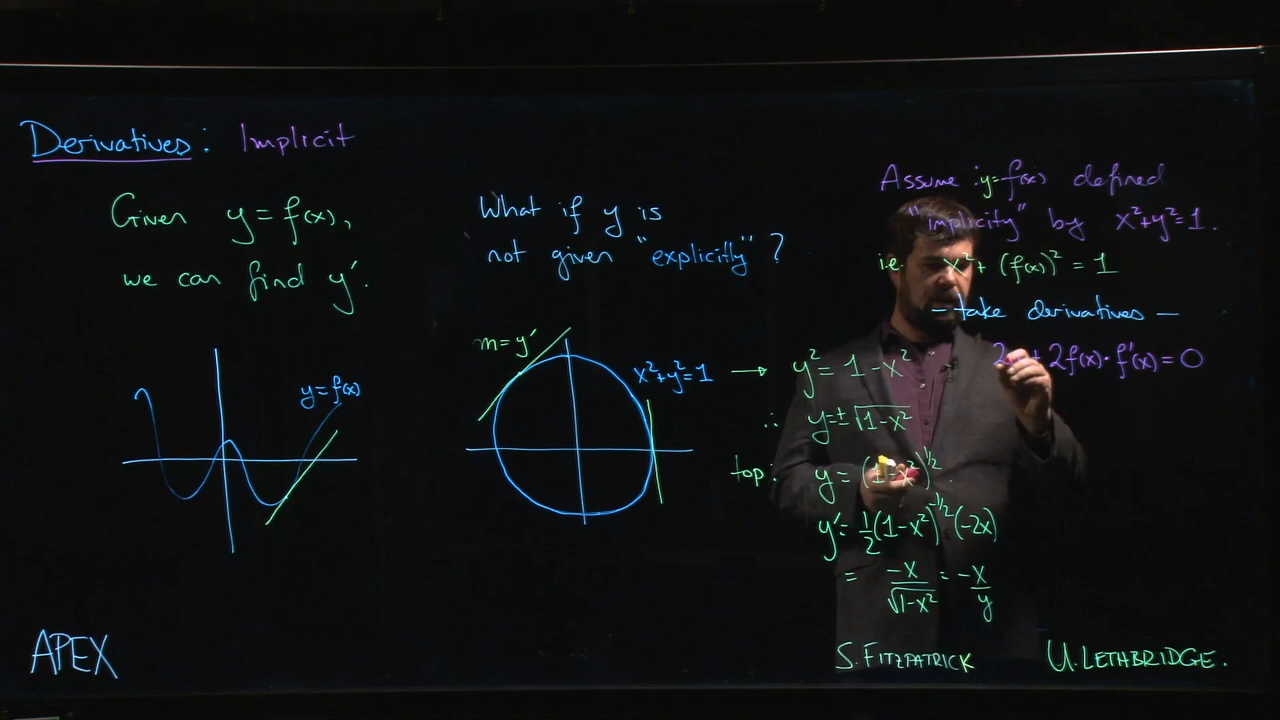 Derivatives: Implicit
Given y = f(x),
we can find y'.
y = f(x)
APEX
What if y is
not given "explicitly"?
m = y'
x² + y² = 1 → y² = 1 - x²
∴ y = ± √(1-x²)
top: y = (1-x²)^(1/2)
y' = 1/2 (1-x²)^(-1/2) (-2x)
= -x/√(1-x²) = -x/y
Assume : y = f(x) defined
"implicity" by x² + y² = 1.
i.e. x² + (f(x))² = 1
- take derivatives -
2f(x)·f'(x) = 0
S. FITZPATRICK
U. LETHBRIDGE.